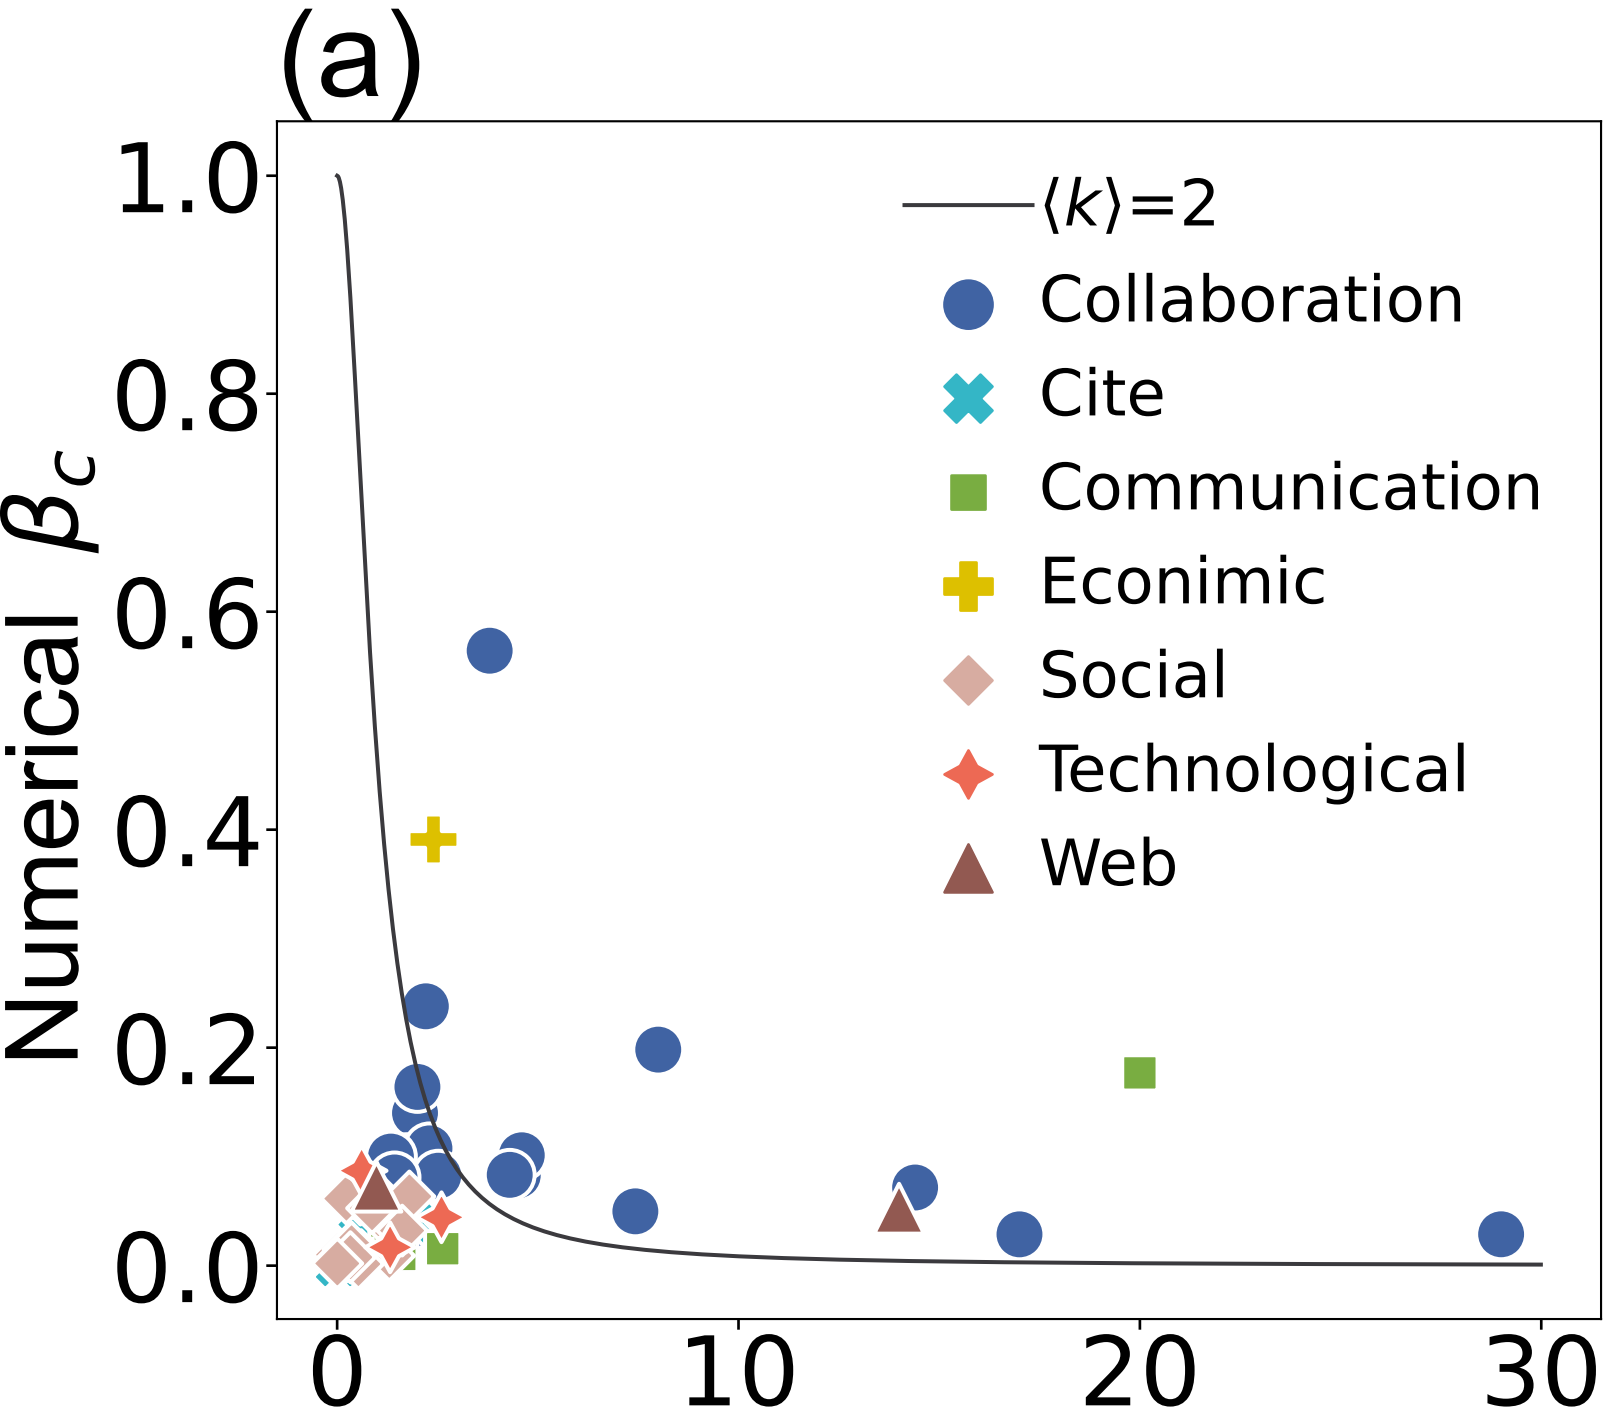 (a)
Numerical β_c
1.0
0.8
0.6
0.4
0.2
0.0
0 10 20 30
⟨k⟩=2
Collaboration
Cite
Communication
Econimic
Social
Technological
Web